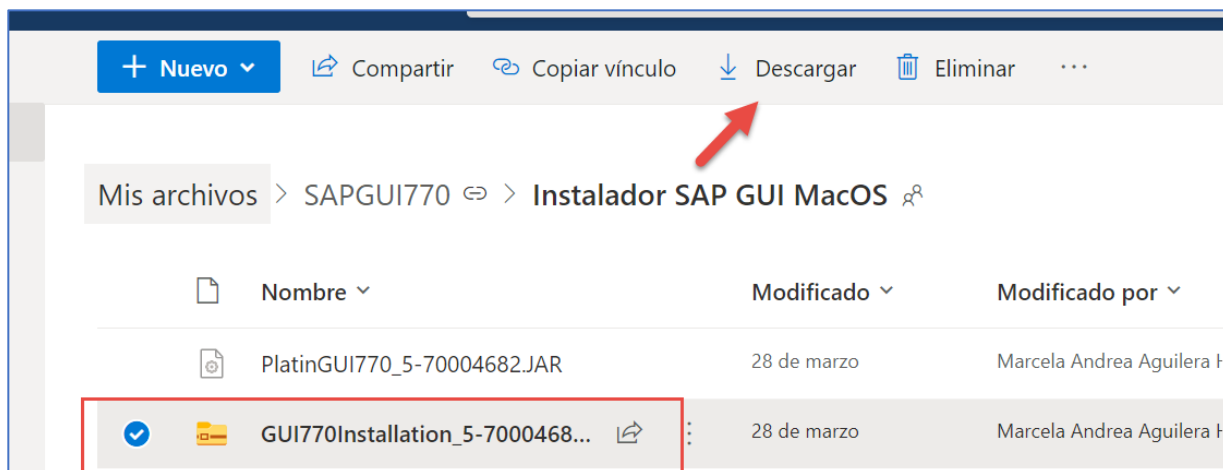 + Nuevo Compartir Copiar vínculo Descargar Eliminar ...
Mis archivos > SAPGUI770 > Instalador SAP GUI MacOS
Nombre Modificado Modificado por
PlatinGUI770_5-70004682.JAR 28 de marzo Marcela Andrea Aguilera H
GUI770Installation_5-7000468... 28 de marzo Marcela Andrea Aguilera H